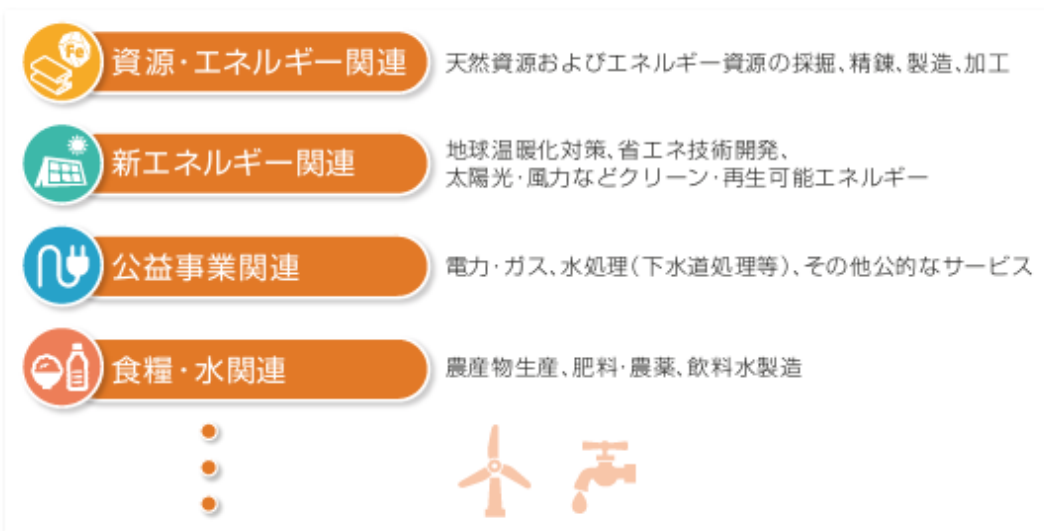 Fe
資源・エネルギー関連
天然資源およびエネルギー資源の採掘、精錬、製造、加工
新エネルギー関連
地球温暖化対策、省エネ技術開発、
太陽光・風力などクリーン・再生可能エネルギー
公益事業関連
電力・ガス、水処理(下水道処理等)、その他公的なサービス
食糧・水関連
農産物生産、肥料・農薬、飲料水製造